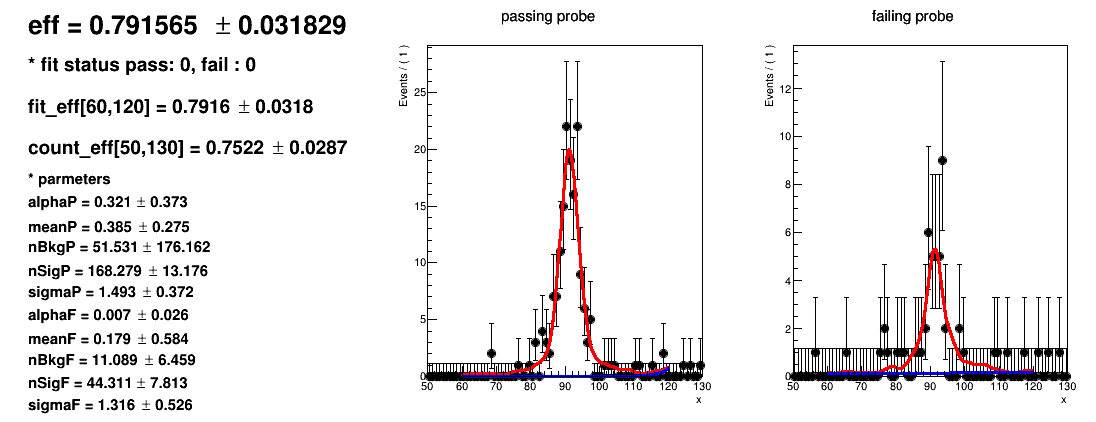 eff = 0.791565 ± 0.031829
* fit status pass: 0, fail : 0
fit_eff[60,120] = 0.7916 ± 0.0318
count_eff[50,130] = 0.7522 ± 0.0287
* parmeters
alphaP = 0.321 ± 0.373
meanP = 0.385 ± 0.275
nBkgP = 51.531 ± 176.162
nSigP = 168.279 ± 13.176
sigmaP = 1.493 ± 0.372
alphaF = 0.007 ± 0.026
meanF = 0.179 ± 0.584
nBkgF = 11.089 ± 6.459
nSigF = 44.311 ± 7.813
sigmaF = 1.316 ± 0.526
passing probe
Events / ( 1 )
25
20
15
10
5
0
50 60 70 80 90 100 110 120 130
x
failing probe
Events / ( 1 )
12
10
8
6
4
2
0
50 60 70 80 90 100 110 120 130
x